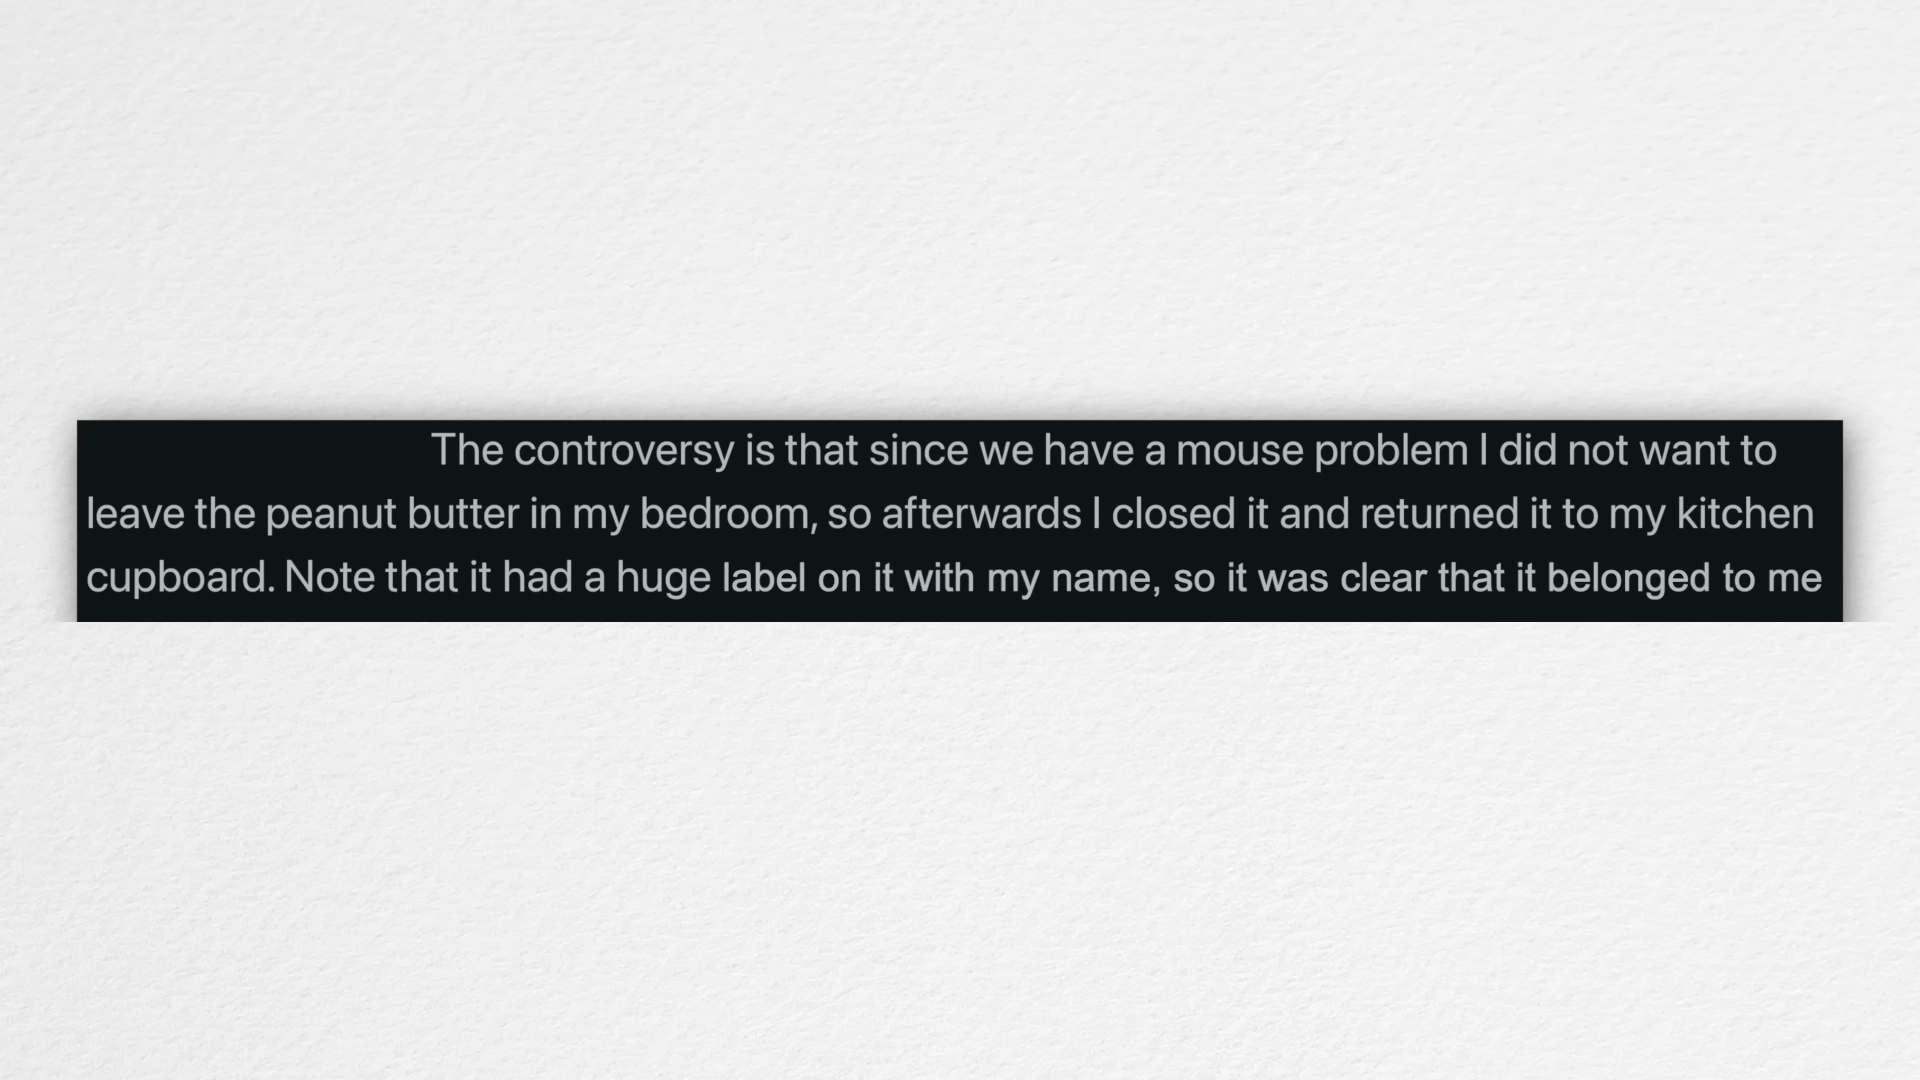 The controversy is that since we have a mouse problem I did not want to
leave the peanut butter in my bedroom, so afterwards I closed it and returned it to my kitchen
cupboard. Note that it had a huge label on it with my name, so it was clear that it belonged to me